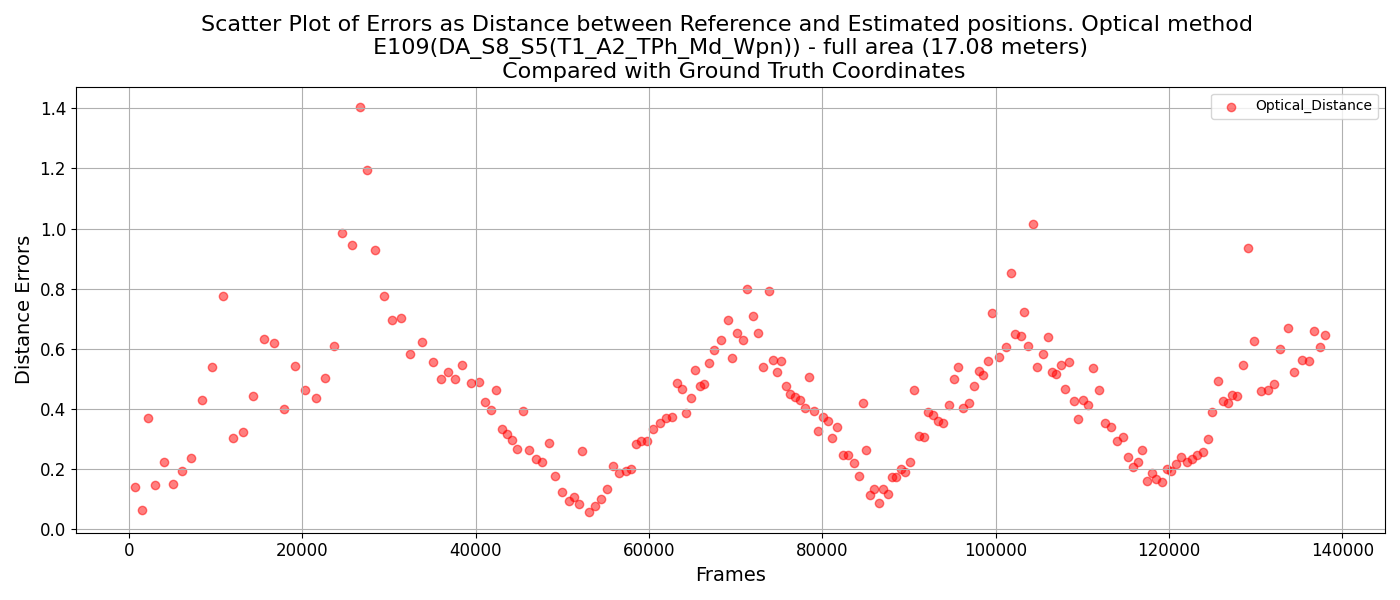 Scatter Plot of Errors as Distance between Reference and Estimated positions. Optical method
E109(DA_S8_S5(T1_A2_TPh_Md_Wpn)) - full area (17.08 meters)
Compared with Ground Truth Coordinates
Optical_Distance
Distance Errors
1.4
1.2
1.0
0.8
0.6
0.4
0.2
0.0
0 20000 40000 60000 80000 100000 120000 140000
Frames